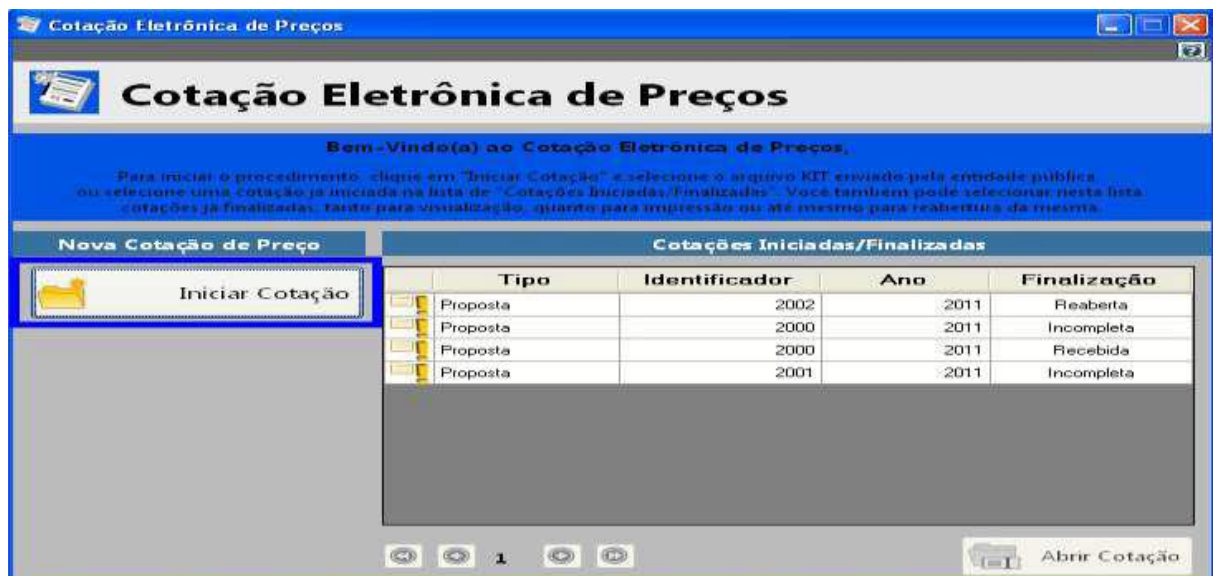 Cotação Eletrônica de Preços
Cotação Eletrônica de Preços
Bem-Vindo(a) ao Cotação Eletrônica de Preços,
Para iniciar o procedimento, clique em "Iniciar Cotação" e selecione o arquivo KIT enviado pela entidade pública
ou selecione uma cotação já iniciada na lista de "Cotações Iniciadas/Finalizadas". Você também pode selecionar nesta lista
cotações já finalizadas, tanto para visualização, quanto para impressão ou até mesmo para reabertura da mesma.
Nova Cotação de Preço
Cotações Iniciadas/Finalizadas
Iniciar Cotação
Tipo Identificador Ano Finalização
Proposta 2002 2011 Reaberta
Proposta 2000 2011 Incompleta
Proposta 2000 2011 Recebida
Proposta 2001 2011 Incompleta
1
Abrir Cotação